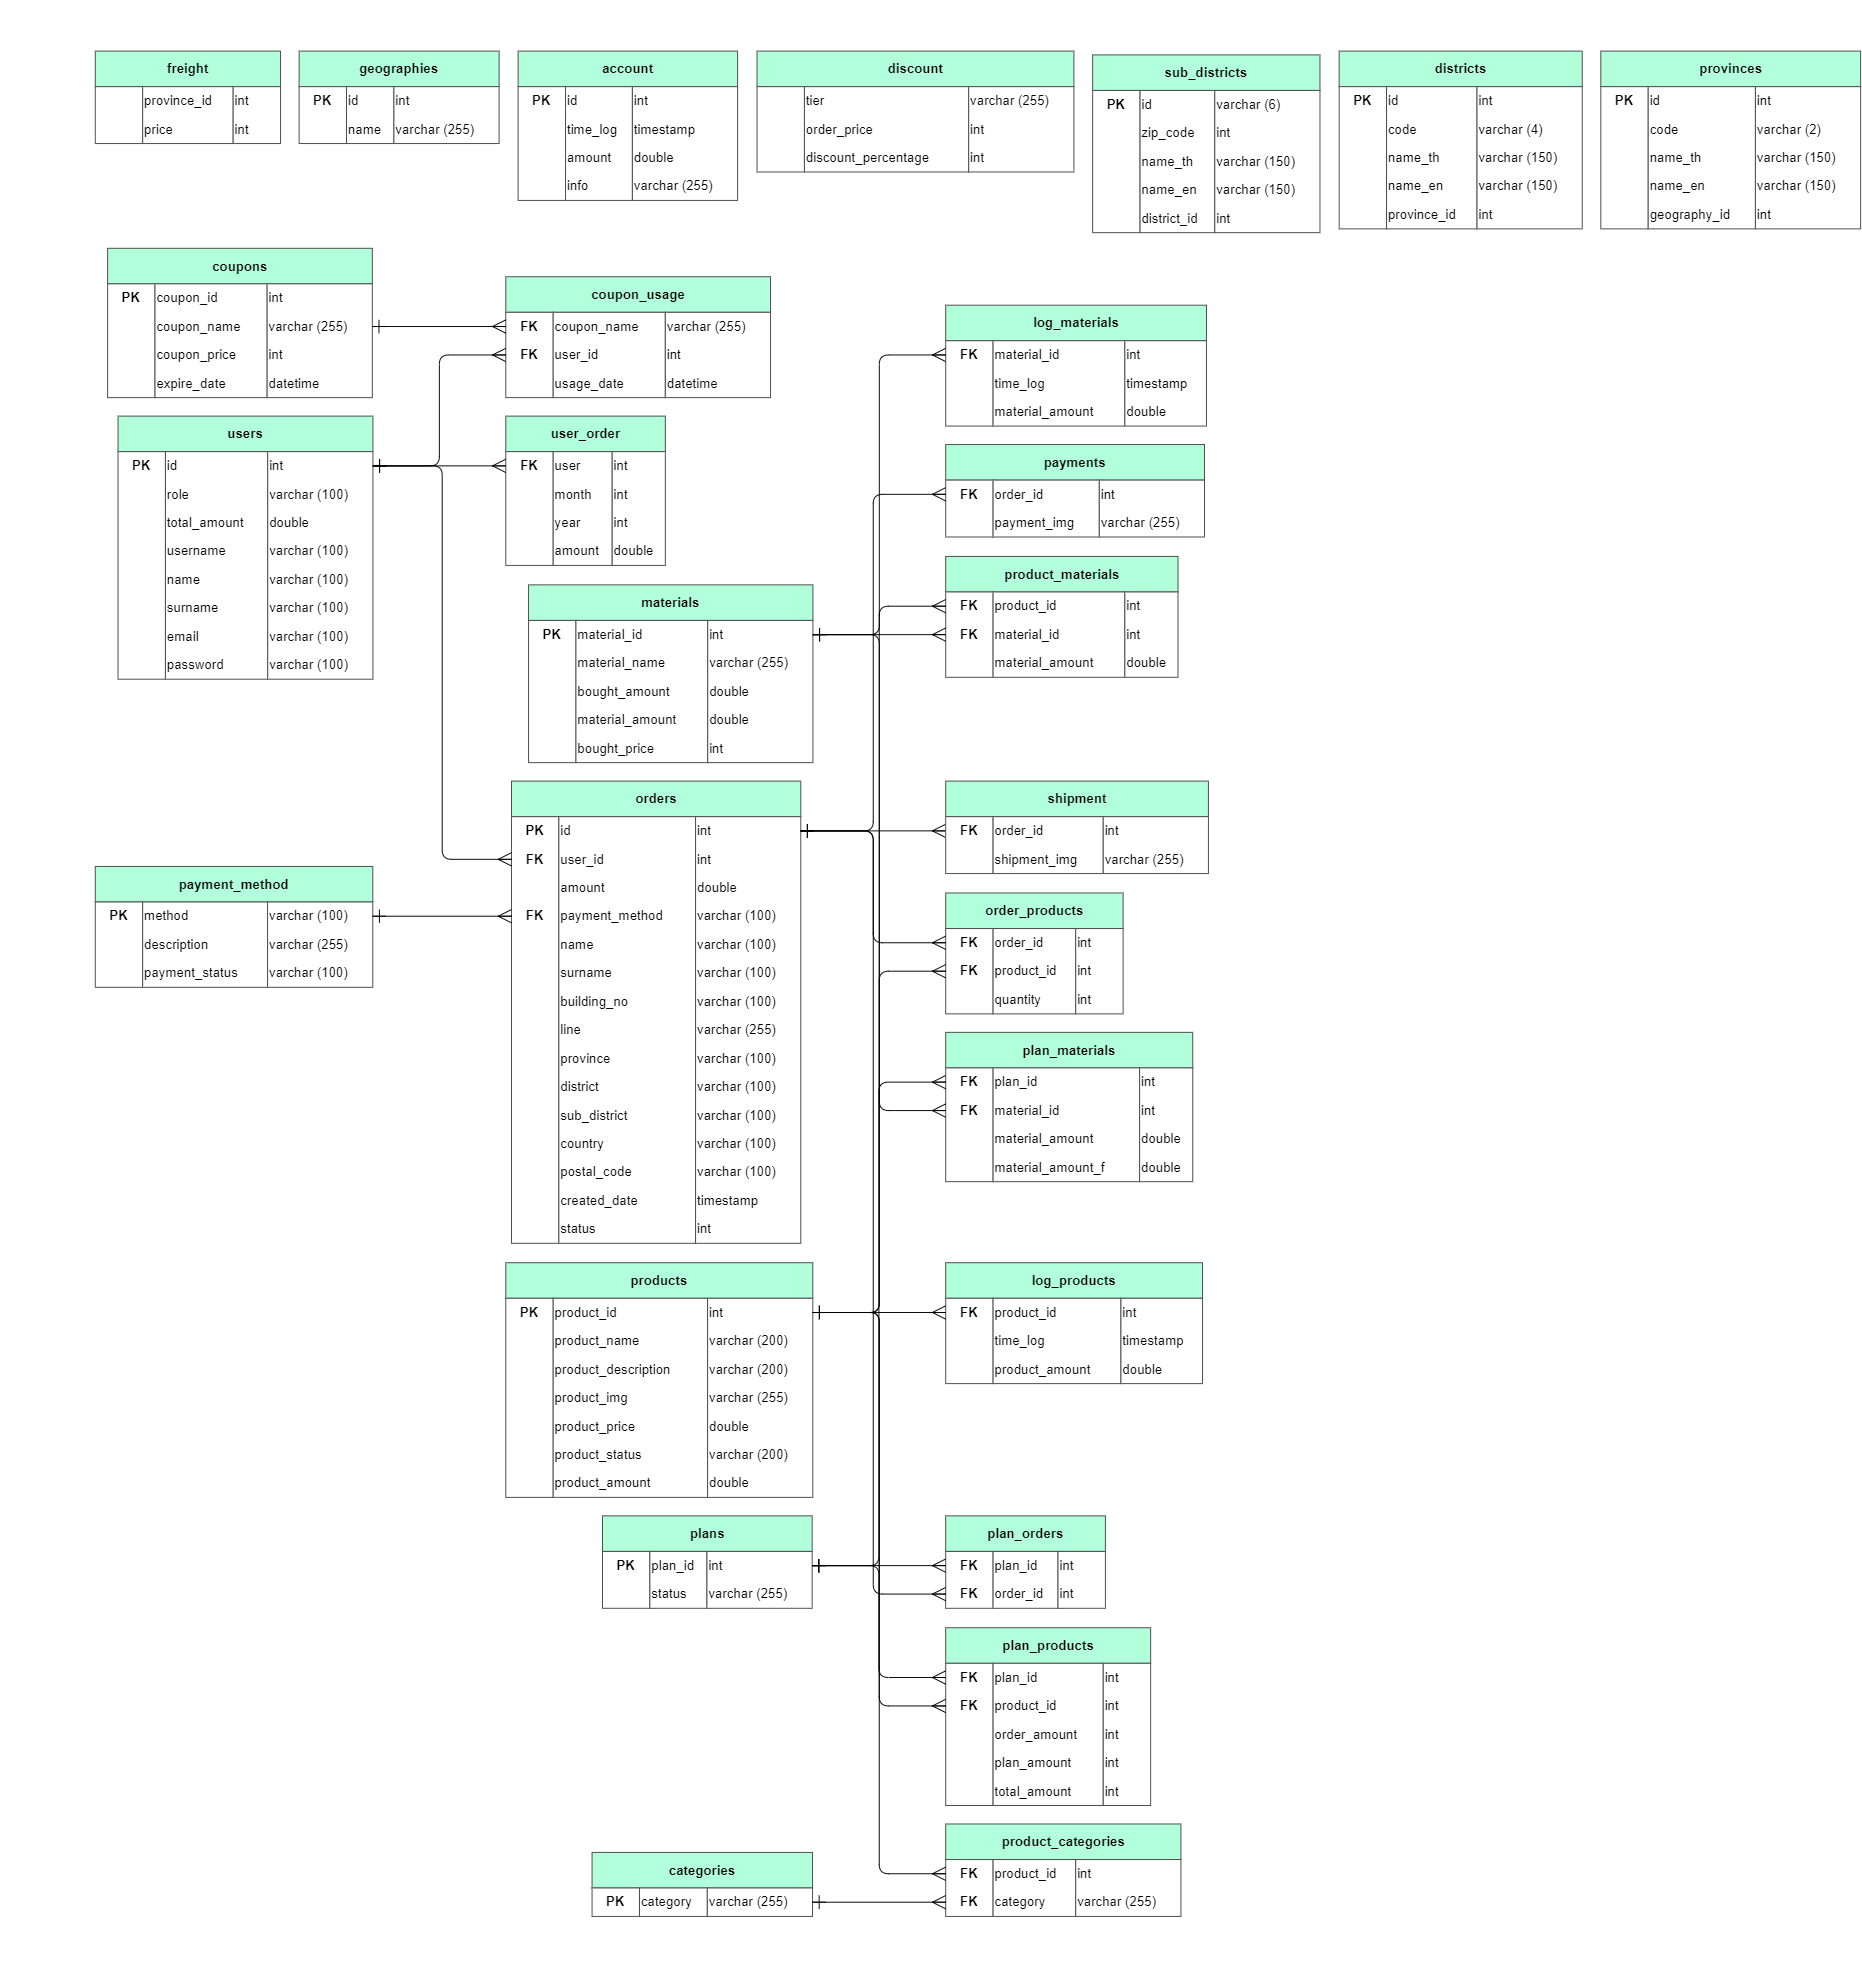 freight
province_id int
price int
geographies
PK id int
name varchar (255)
account
PK id int
time_log timestamp
amount double
info varchar (255)
discount
tier varchar (255)
order_price int
discount_percentage int
sub_districts
PK id varchar (6)
zip_code int
name_th varchar (150)
name_en varchar (150)
district_id int
districts
PK id int
code varchar (4)
name_th varchar (150)
name_en varchar (150)
province_id int
provinces
PK id int
code varchar (2)
name_th varchar (150)
name_en varchar (150)
geography_id int
coupons
PK coupon_id int
coupon_name varchar (255)
coupon_price int
expire_date datetime
coupon_usage
FK coupon_name varchar (255)
FK user_id int
usage_date datetime
log_materials
FK material_id int
time_log timestamp
material_amount double
users
PK id int
role varchar (100)
total_amount double
username varchar (100)
name varchar (100)
surname varchar (100)
email varchar (100)
password varchar (100)
user_order
FK user int
month int
year int
amount double
payments
FK order_id int
payment_img varchar (255)
product_materials
FK product_id int
FK material_id int
material_amount double
materials
PK material_id int
material_name varchar (255)
bought_amount double
material_amount double
bought_price int
orders
PK id int
FK user_id int
amount double
FK payment_method varchar (100)
name varchar (100)
surname varchar (100)
building_no varchar (100)
line varchar (255)
province varchar (100)
district varchar (100)
sub_district varchar (100)
country varchar (100)
postal_code varchar (100)
created_date timestamp
status int
shipment
FK order_id int
shipment_img varchar (255)
payment_method
PK method varchar (100)
description varchar (255)
payment_status varchar (100)
order_products
FK order_id int
FK product_id int
quantity int
plan_materials
FK plan_id int
FK material_id int
material_amount double
material_amount_f double
products
PK product_id int
product_name varchar (200)
product_description varchar (200)
product_img varchar (255)
product_price double
product_status varchar (200)
product_amount double
log_products
FK product_id int
time_log timestamp
product_amount double
plans
PK plan_id int
status varchar (255)
plan_orders
FK plan_id int
FK order_id int
plan_products
FK plan_id int
FK product_id int
order_amount int
plan_amount int
total_amount int
categories
PK category varchar (255)
product_categories
FK product_id int
FK category varchar (255)